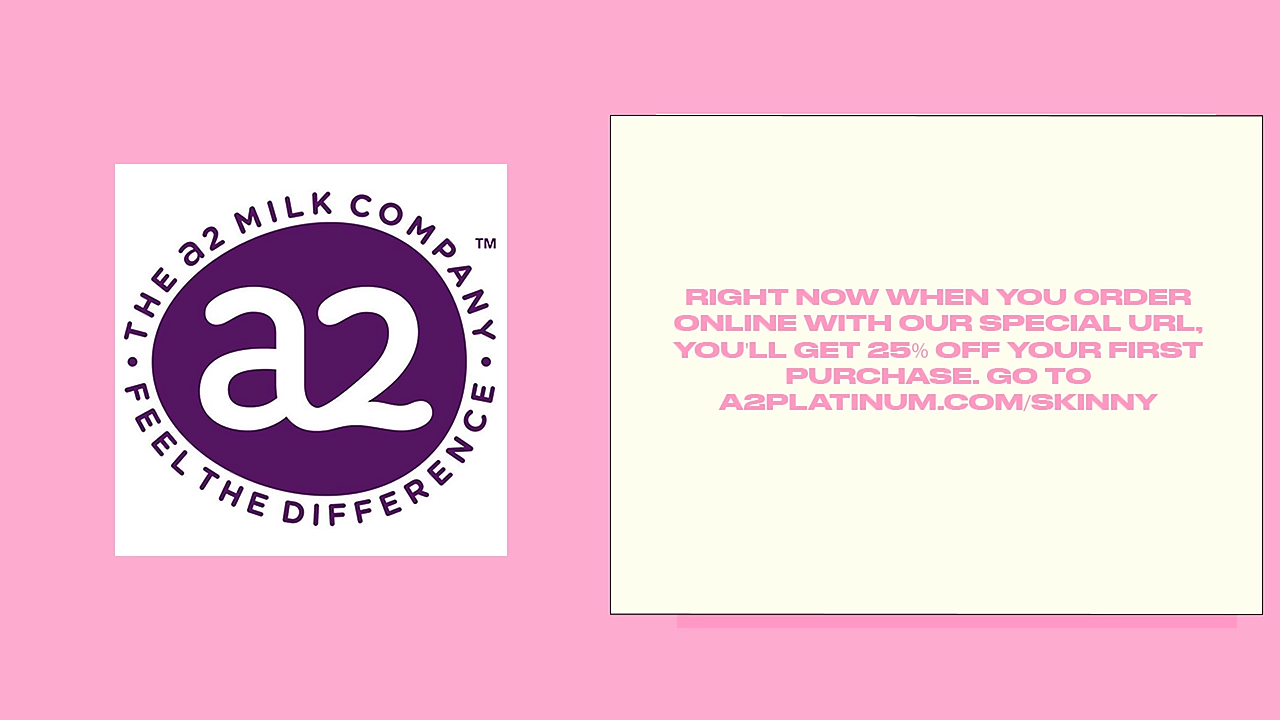 THE a2 MILK COMPANY
TM
a2
• FEEL THE DIFFERENCE •
RIGHT NOW WHEN YOU ORDER
ONLINE WITH OUR SPECIAL URL,
YOU'LL GET 25% OFF YOUR FIRST
PURCHASE. GO TO
A2PLATINUM.COM/SKINNY